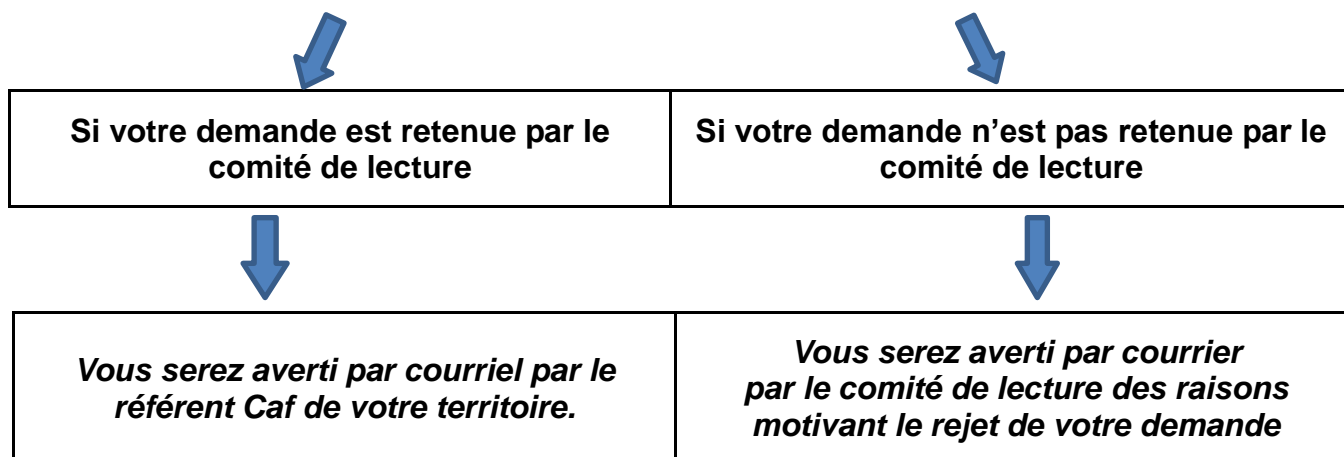 Si votre demande est retenue par le
comité de lecture
Si votre demande n’est pas retenue par le
comité de lecture
Vous serez averti par courriel par le
référent Caf de votre territoire.
Vous serez averti par courrier
par le comité de lecture des raisons
motivant le rejet de votre demande